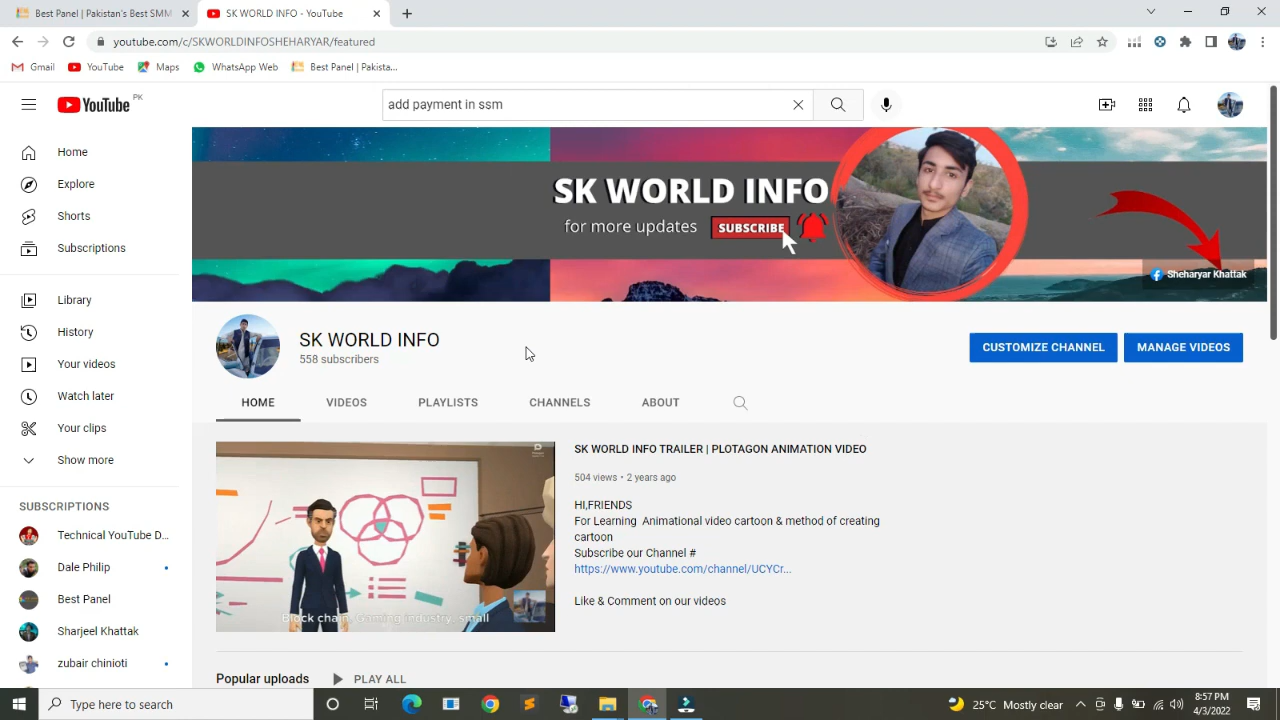 Best Panel | Pakistan's Best SMM
SK WORLD INFO - YouTube
youtube.com/c/SKWORLDINFOSHEHARYAR/featured
Gmail
YouTube
Maps
WhatsApp Web
Best Panel | Pakista...
YouTube PK
add payment in ssm
Home
Explore
Shorts
Subscriptions
Library
History
Your videos
Watch later
Your clips
Show more
SUBSCRIPTIONS
Technical YouTube D...
Dale Philip
Best Panel
Sharjeel Khattak
zubair chinioti
SK WORLD INFO
for more updates SUBSCRIBE
Sheharyar Khattak
SK WORLD INFO
558 subscribers
CUSTOMIZE CHANNEL
MANAGE VIDEOS
HOME
VIDEOS
PLAYLISTS
CHANNELS
ABOUT
Block chain, Gaming industry, small
SK WORLD INFO TRAILER | PLOTAGON ANIMATION VIDEO
504 views • 2 years ago
HI,FRIENDS
For Learning Animational video cartoon & method of creating
cartoon
Subscribe our Channel #
https://www.youtube.com/channel/UCYCr...
Like & Comment on our videos
Popular uploads
PLAY ALL
Type here to search
25°C Mostly clear
8:57 PM
4/3/2022